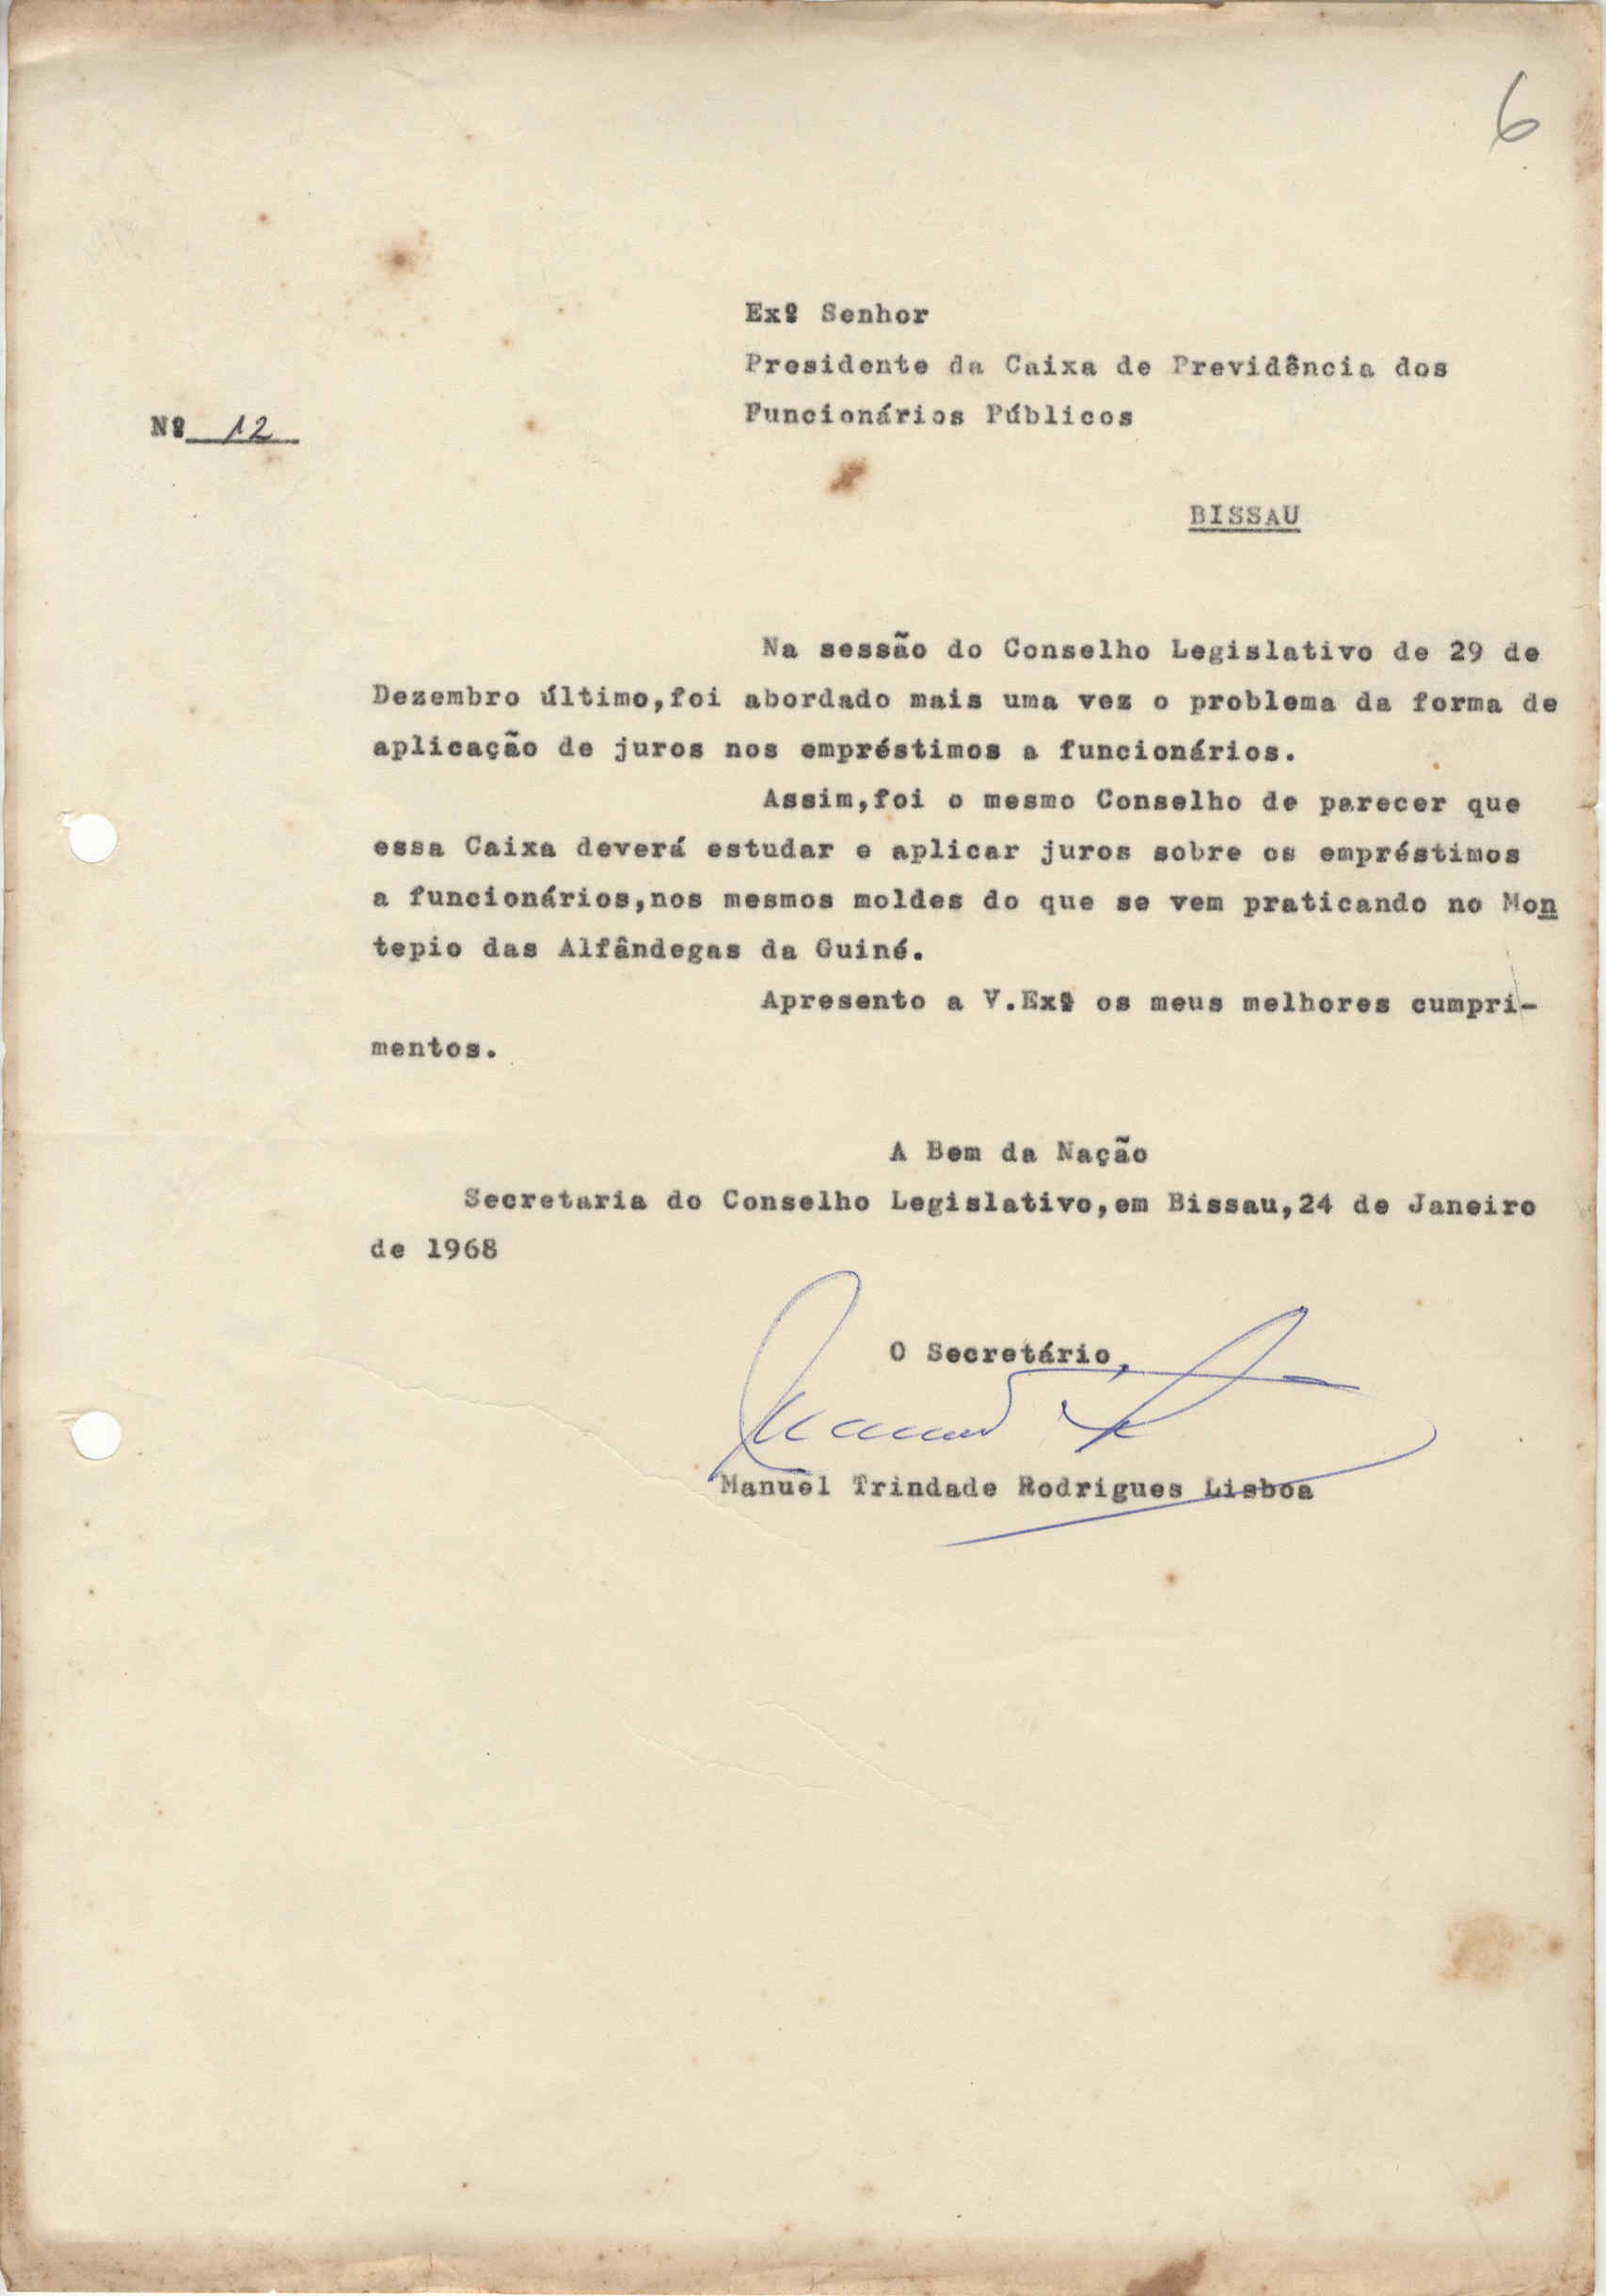 6
Exº Senhor
Presidente da Caixa de Previdência dos
Funcionários Públicos
Nº 12
BISSAU
Na sessão do Conselho Legislativo de 29 de
Dezembro último,foi abordado mais uma vez o problema da forma de
aplicação de juros nos empréstimos a funcionários.
Assim,foi o mesmo Conselho de parecer que
essa Caixa deverá estudar e aplicar juros sobre os empréstimos
a funcionários,nos mesmos moldes do que se vem praticando no Mon
tepio das Alfândegas da Guiné.
Apresento a V.Exª os meus melhores cumpri-
mentos.
A Bem da Nação
Secretaria do Conselho Legislativo,em Bissau,24 de Janeiro
de 1968
O Secretário,
Manuel Trindade Rodrigues Lisboa